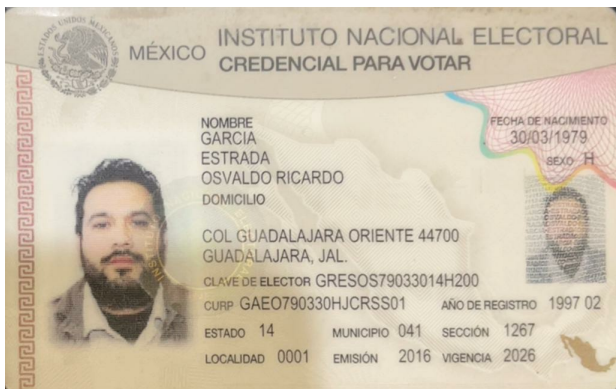 MÉXICO INSTITUTO NACIONAL ELECTORAL
CREDENCIAL PARA VOTAR
NOMBRE
GARCIA
ESTRADA
OSVALDO RICARDO
FECHA DE NACIMIENTO
30/03/1979
SEXO H
DOMICILIO
COL GUADALAJARA ORIENTE 44700
GUADALAJARA, JAL.
CLAVE DE ELECTOR GRESOS79033014H200
CURP GAEO790330HJCRSS01 AÑO DE REGISTRO 1997 02
ESTADO 14 MUNICIPIO 041 SECCIÓN 1267
LOCALIDAD 0001 EMISIÓN 2016 VIGENCIA 2026